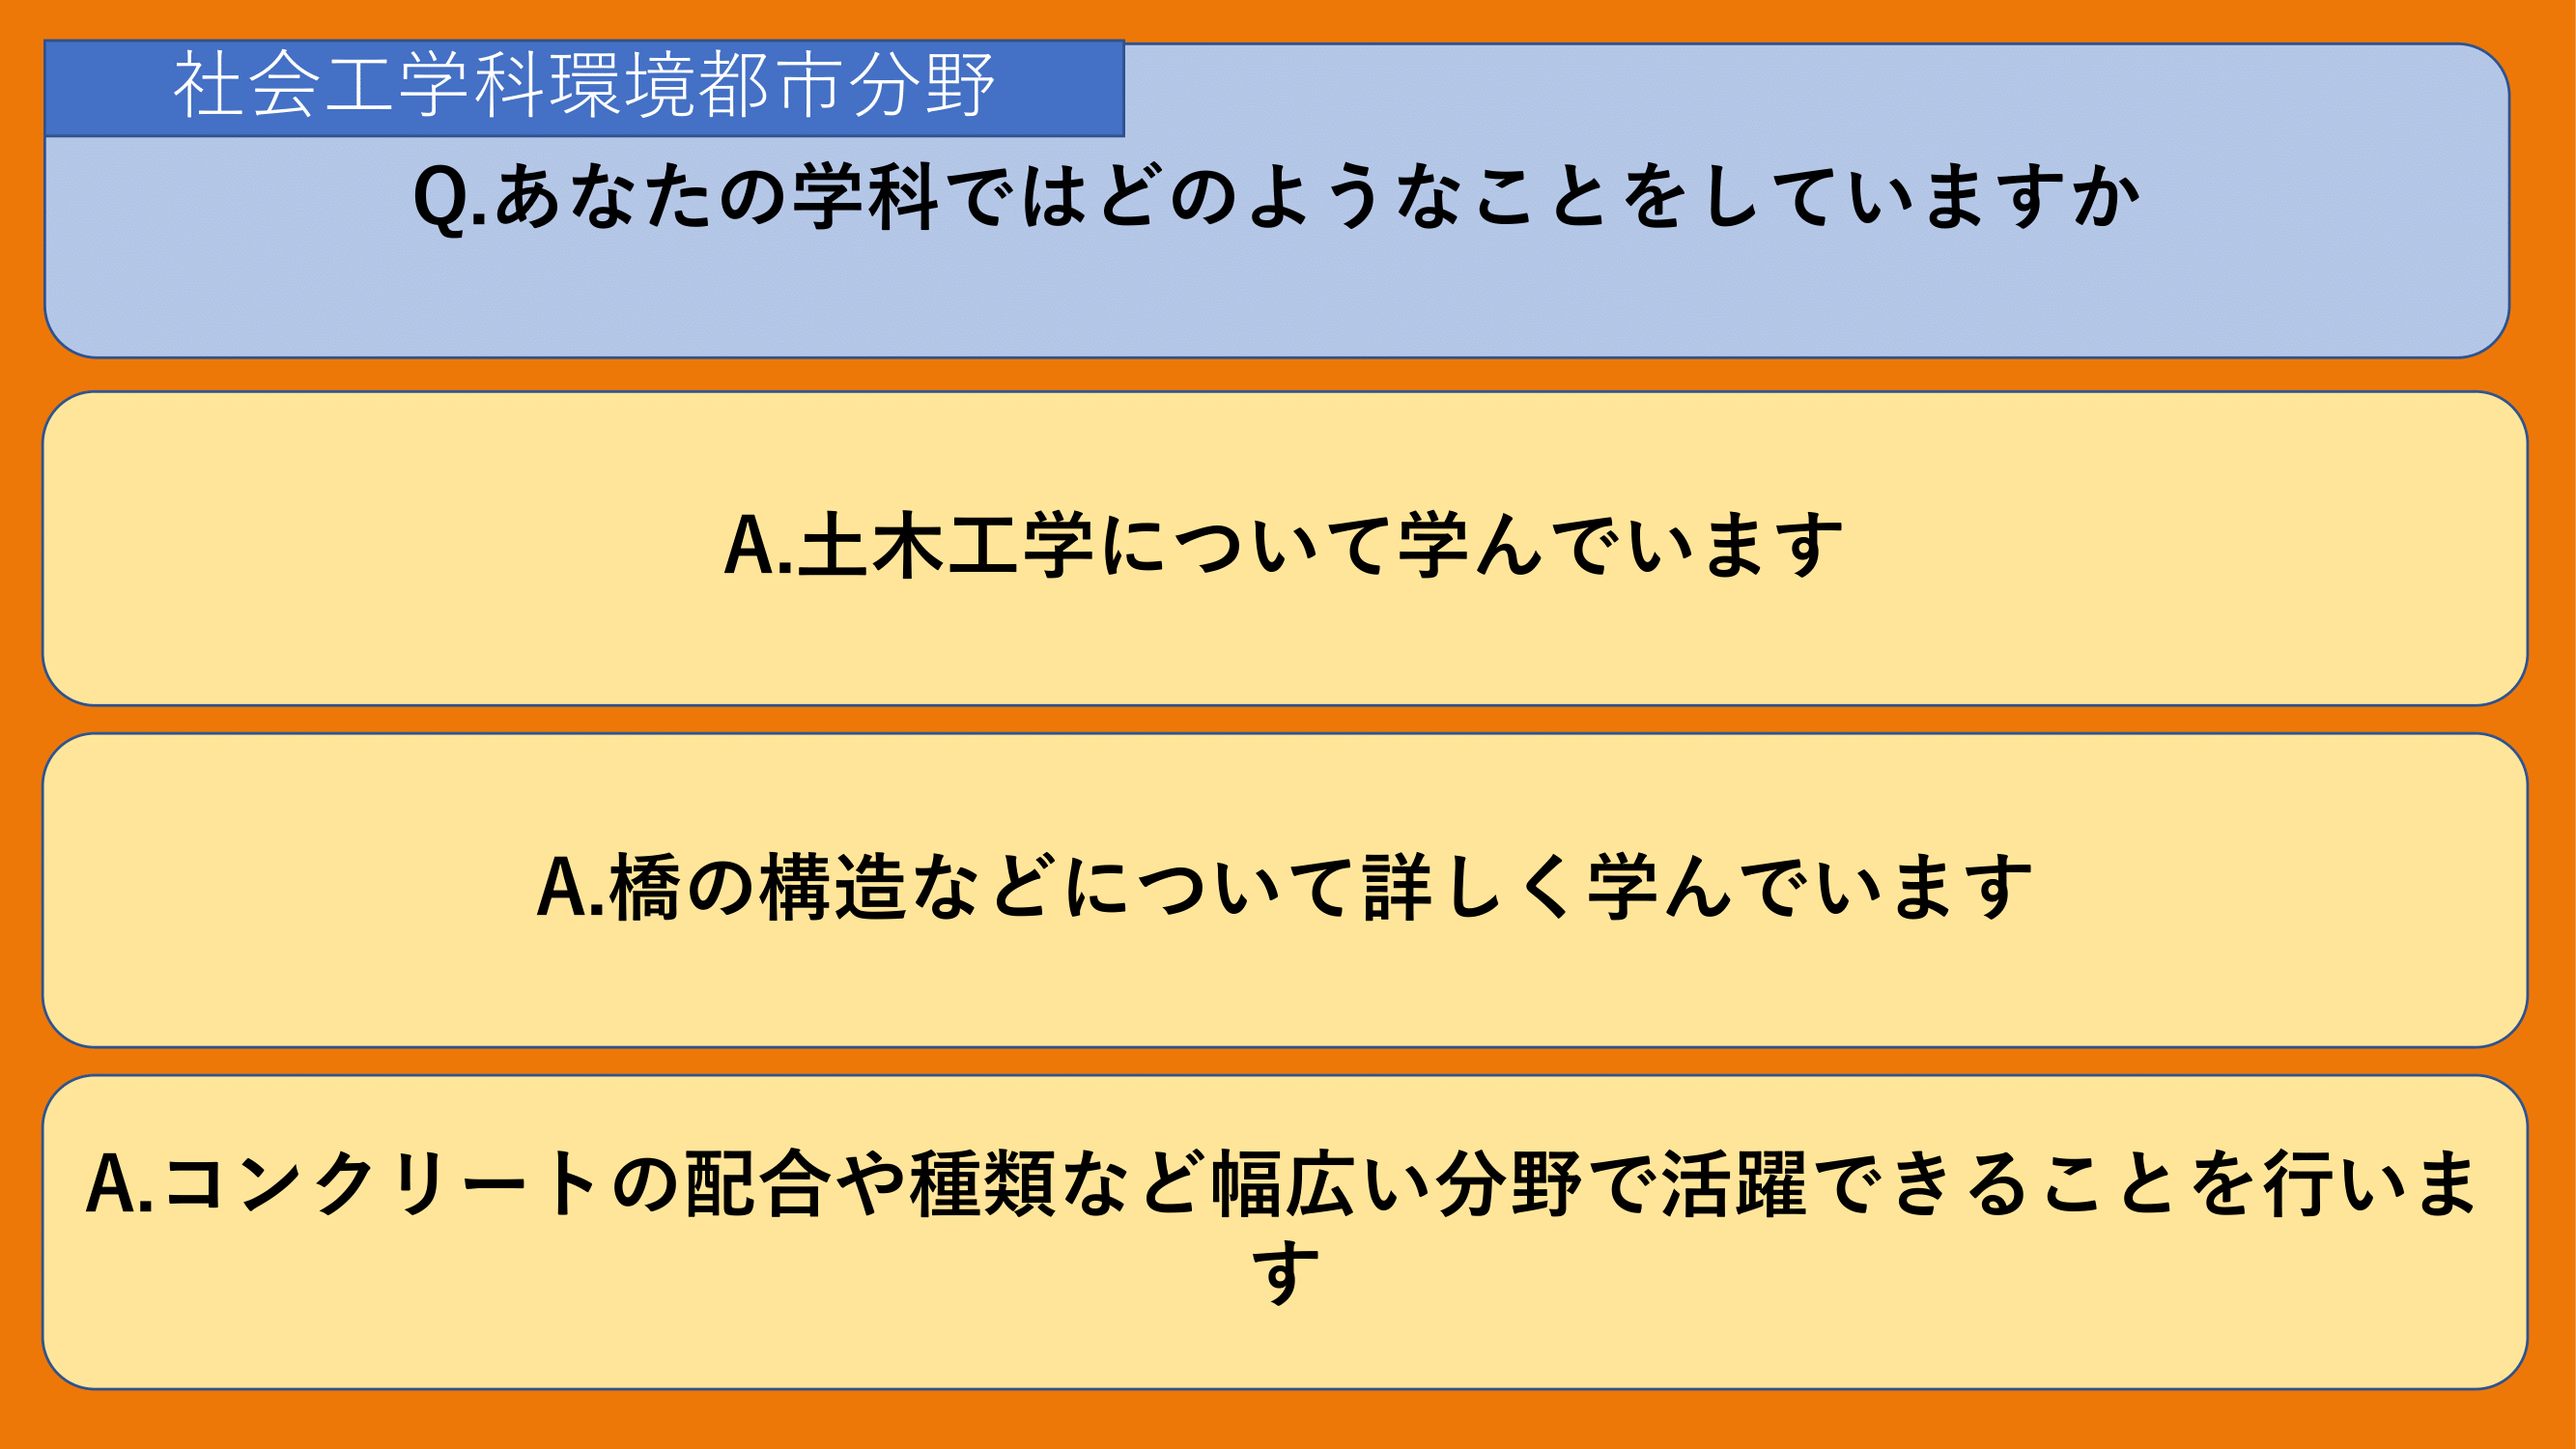 社会工学科環境都市分野
Q.あなたの学科ではどのようなことをしていますか
A.土木工学について学んでいます
A.橋の構造などについて詳しく学んでいます
A.コンクリートの配合や種類など幅広い分野で活躍できることを行いま
す